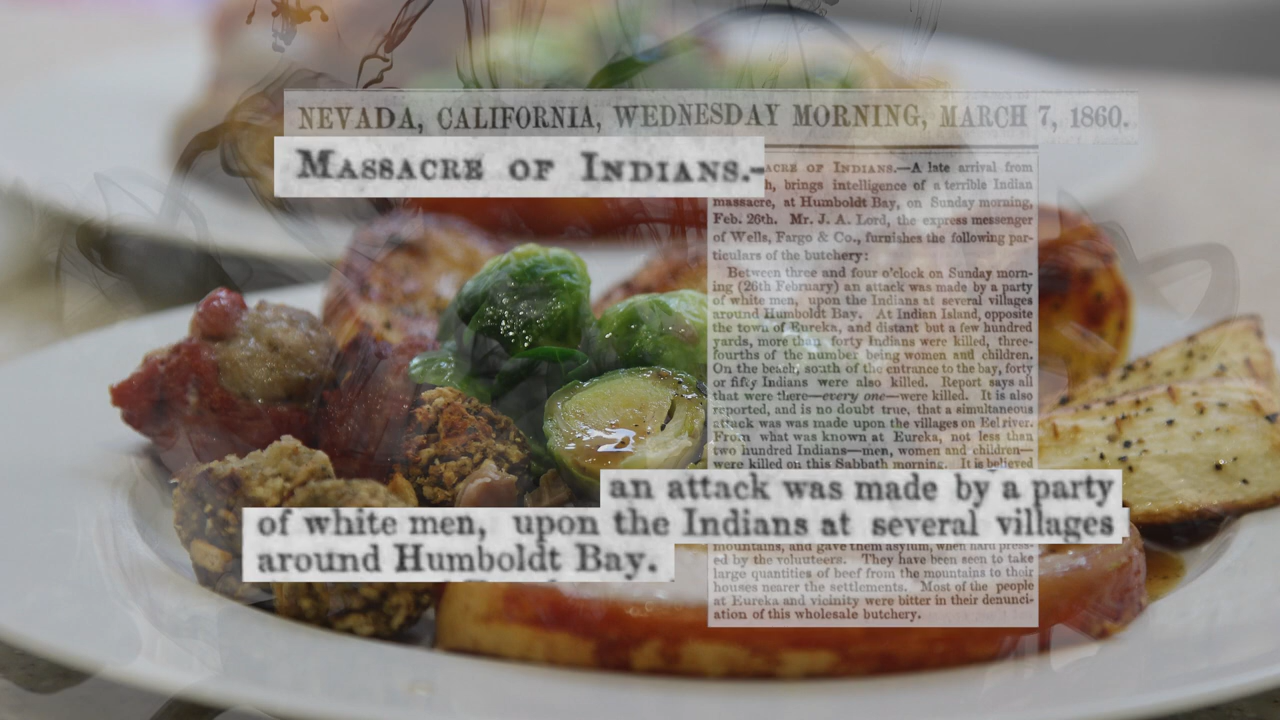 NEVADA, CALIFORNIA, WEDNESDAY MORNING, MARCH 7, 1860.
MASSACRE OF INDIANS.-
ACRE OF INDIANS.—A late arrival from
h, brings intelligence of a terrible Indian
massacre, at Humboldt Bay, on Sunday morning,
Feb. 26th. Mr. J. A. Lord, the express messenger
of Wells, Fargo & Co., furnishes the following par-
ticulars of the butchery:
Between three and four o'clock on Sunday morn-
ing (26th February) an attack was made by a party
of white men, upon the Indians at several villages
around Humboldt Bay. At Indian Island, opposite
the town of Eureka, and distant but a few hundred
yards, more than forty Indians were killed, three-
fourths of the number being women and children.
On the beach, south of the entrance to the bay, forty
or fifty Indians were also killed. Report says all
that were there—every one—were killed. It is also
reported, and is no doubt true, that a simultaneous
attack was was made upon the villages on Eel river.
From what was known at Eureka, not less than
two hundred Indians—men, women and children—
were killed on this Sabbath morning. It is believed
an attack was made by a party
of white men, upon the Indians at several villages
around Humboldt Bay.
mountains, and gave them asylum, when hard press-
ed by the volunteers. They have been seen to take
large quantities of beef from the mountains to their
houses nearer the settlements. Most of the people
at Eureka and vicinity were bitter in their denunci-
ation of this wholesale butchery.